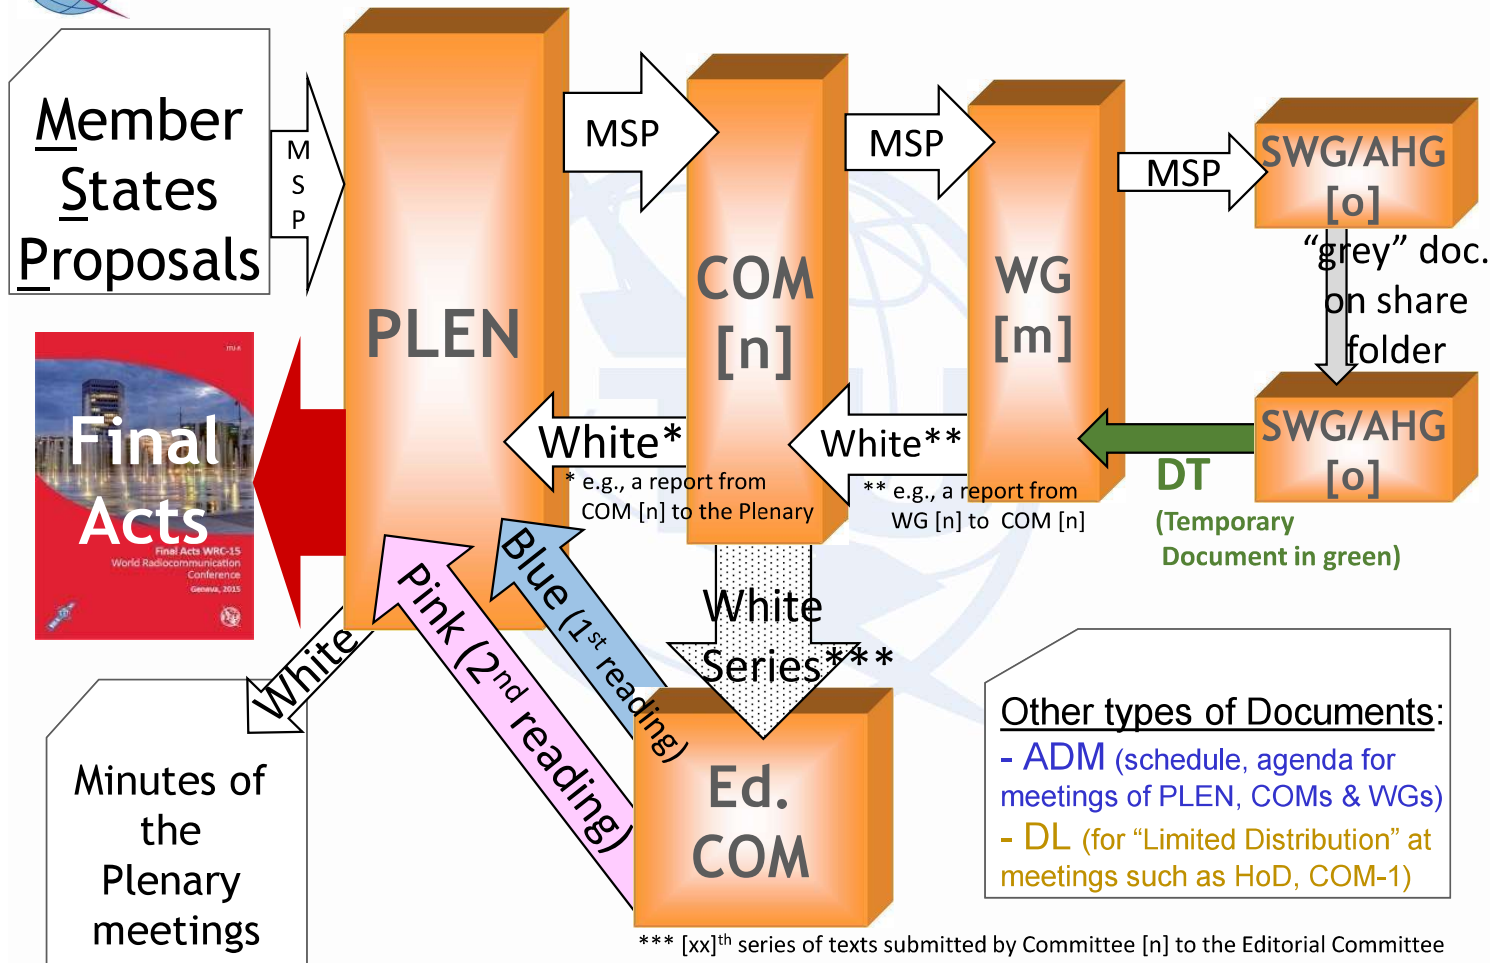 Member
States
Proposals
M
S
P
PLEN
MSP
COM
[n]
MSP
WG
[m]
MSP
SWG/AHG
[o]
“grey” doc.
on share
folder
SWG/AHG
[o]
DT
(Temporary
Document in green)
White**
** e.g., a report from
WG [n] to COM [n]
White*
* e.g., a report from
COM [n] to the Plenary
White
Series***
Ed.
COM
Blue (1st reading)
Pink (2nd reading)
Final
Acts
Final Acts WRC-15
World Radiocommunication
Conference
Geneva, 2015
White
Minutes of
the
Plenary
meetings
Other types of Documents:
- ADM (schedule, agenda for
meetings of PLEN, COMs & WGs)
- DL (for “Limited Distribution” at
meetings such as HoD, COM-1)
*** [xx]th series of texts submitted by Committee [n] to the Editorial Committee